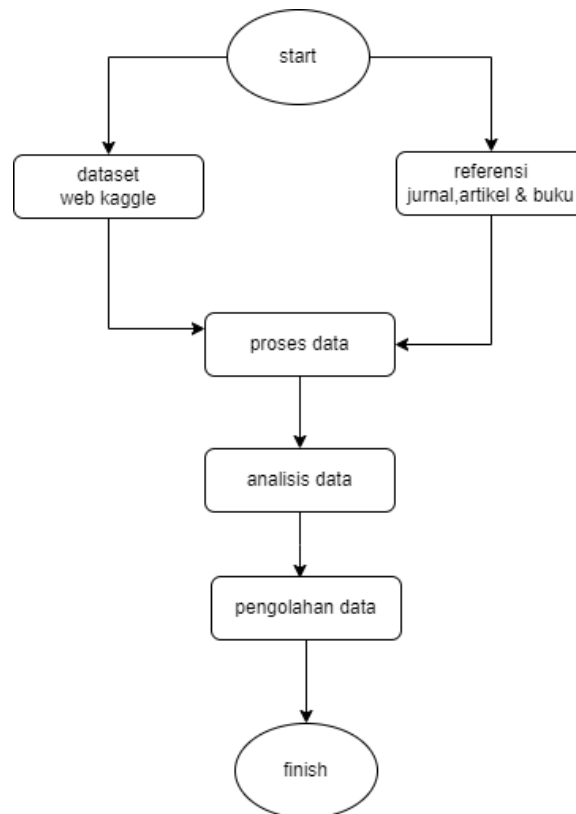 start
dataset
web kaggle
referensi
jurnal,artikel & buku
proses data
analisis data
pengolahan data
finish